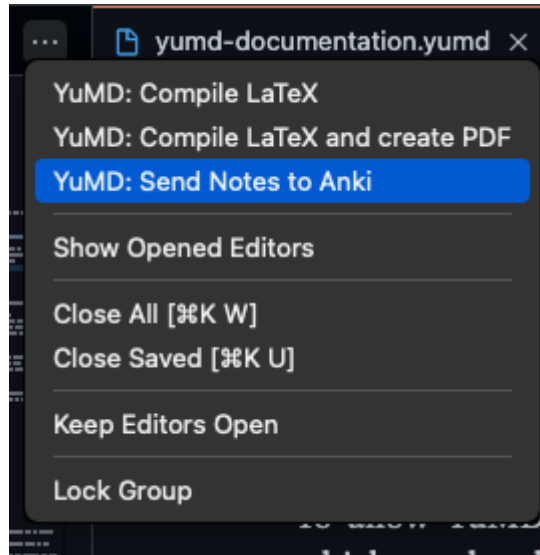 yumd-documentation.yumd
YuMD: Compile LaTeX
YuMD: Compile LaTeX and create PDF
YuMD: Send Notes to Anki
Show Opened Editors
Close All [⌘K W]
Close Saved [⌘K U]
Keep Editors Open
Lock Group